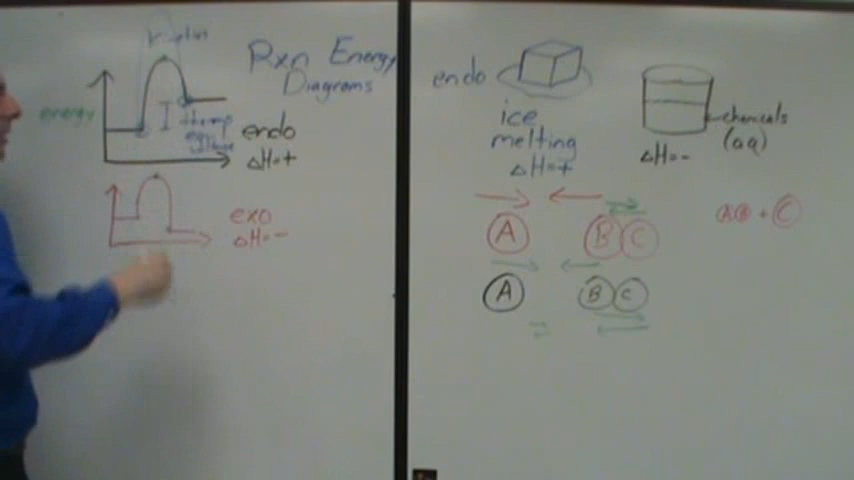 Rxn Energy
Diagrams
energy
endo
ΔH=+
exo
ΔH=-
endo
ice
melting
ΔH=+
chemicals
(aq)
ΔH=-
A
B C
A B + C
A
B C